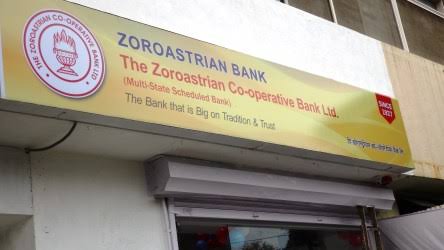 THE ZOROASTRIAN CO-OPERATIVE BANK LTD
ZOROASTRIAN BANK
The Zoroastrian Co-operative Bank Ltd.
(Multi-State Scheduled Bank)
The Bank that is Big on Tradition & Trust
SINCE
1927